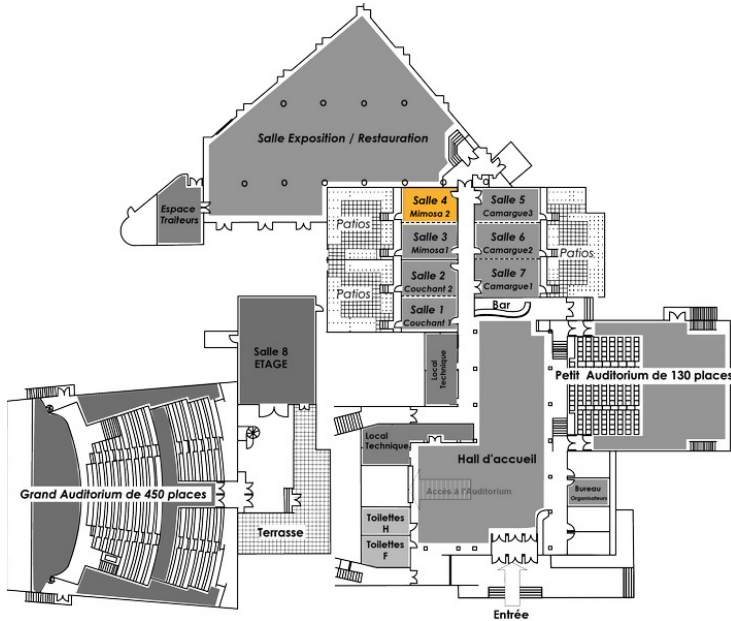 Salle Exposition / Restauration
Espace
Traiteurs
Patios
Salle 4
Mimosa 2
Salle 5
Camargue3
Salle 3
Mimosa1
Salle 6
Camargue2
Patios
Salle 2
Couchant 2
Salle 7
Camargue1
Patios
Salle 1
Couchant 1
Bar
Salle 8
ETAGE
Local
Technique
Petit Auditorium de 130 places
Local
Technique
Hall d'accueil
Grand Auditorium de 450 places
Accès à l'Auditorium
Bureau
Organisateurs
Terrasse
Toilettes
H
Toilettes
F
Entrée